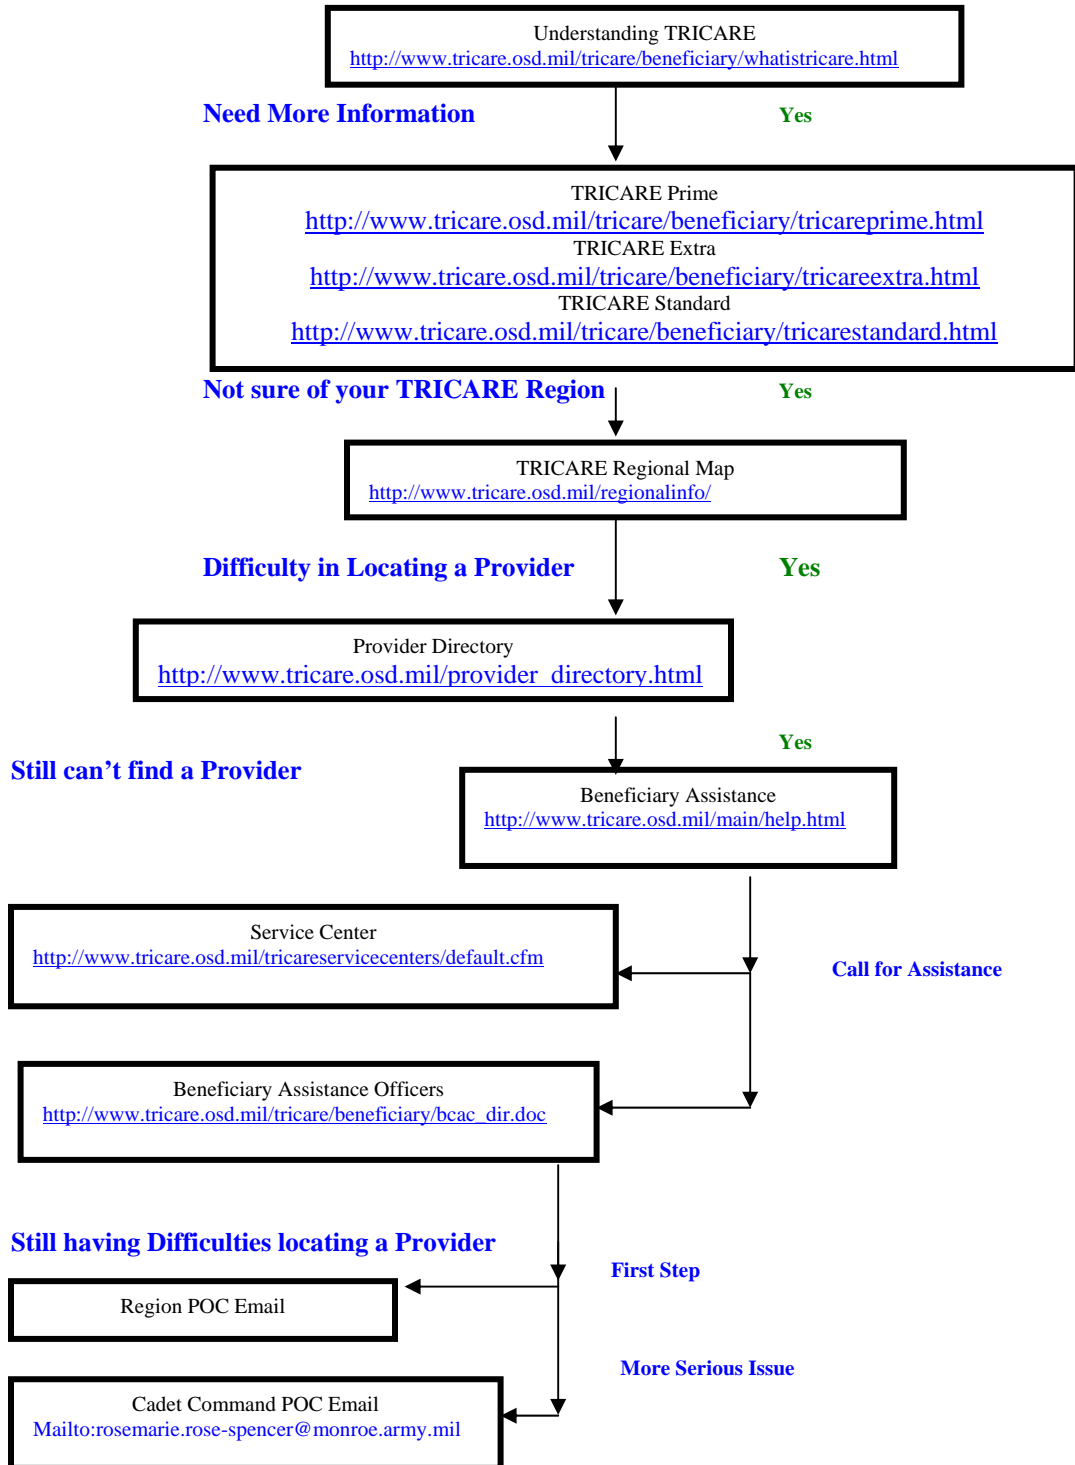 Understanding TRICARE
http://www.tricare.osd.mil/tricare/beneficiary/whatistricare.html
Need More Information
Yes
TRICARE Prime
http://www.tricare.osd.mil/tricare/beneficiary/tricareprime.html
TRICARE Extra
http://www.tricare.osd.mil/tricare/beneficiary/tricareextra.html
TRICARE Standard
http://www.tricare.osd.mil/tricare/beneficiary/tricarestandard.html
Not sure of your TRICARE Region
Yes
TRICARE Regional Map
http://www.tricare.osd.mil/regionalinfo/
Difficulty in Locating a Provider
Yes
Provider Directory
http://www.tricare.osd.mil/provider_directory.html
Yes
Still can't find a Provider
Beneficiary Assistance
http://www.tricare.osd.mil/main/help.html
Service Center
http://www.tricare.osd.mil/tricareservicecenters/default.cfm
Call for Assistance
Beneficiary Assistance Officers
http://www.tricare.osd.mil/tricare/beneficiary/bcac_dir.doc
Still having Difficulties locating a Provider
First Step
Region POC Email
More Serious Issue
Cadet Command POC Email
Mailto:rosemarie.rose-spencer@monroe.army.mil